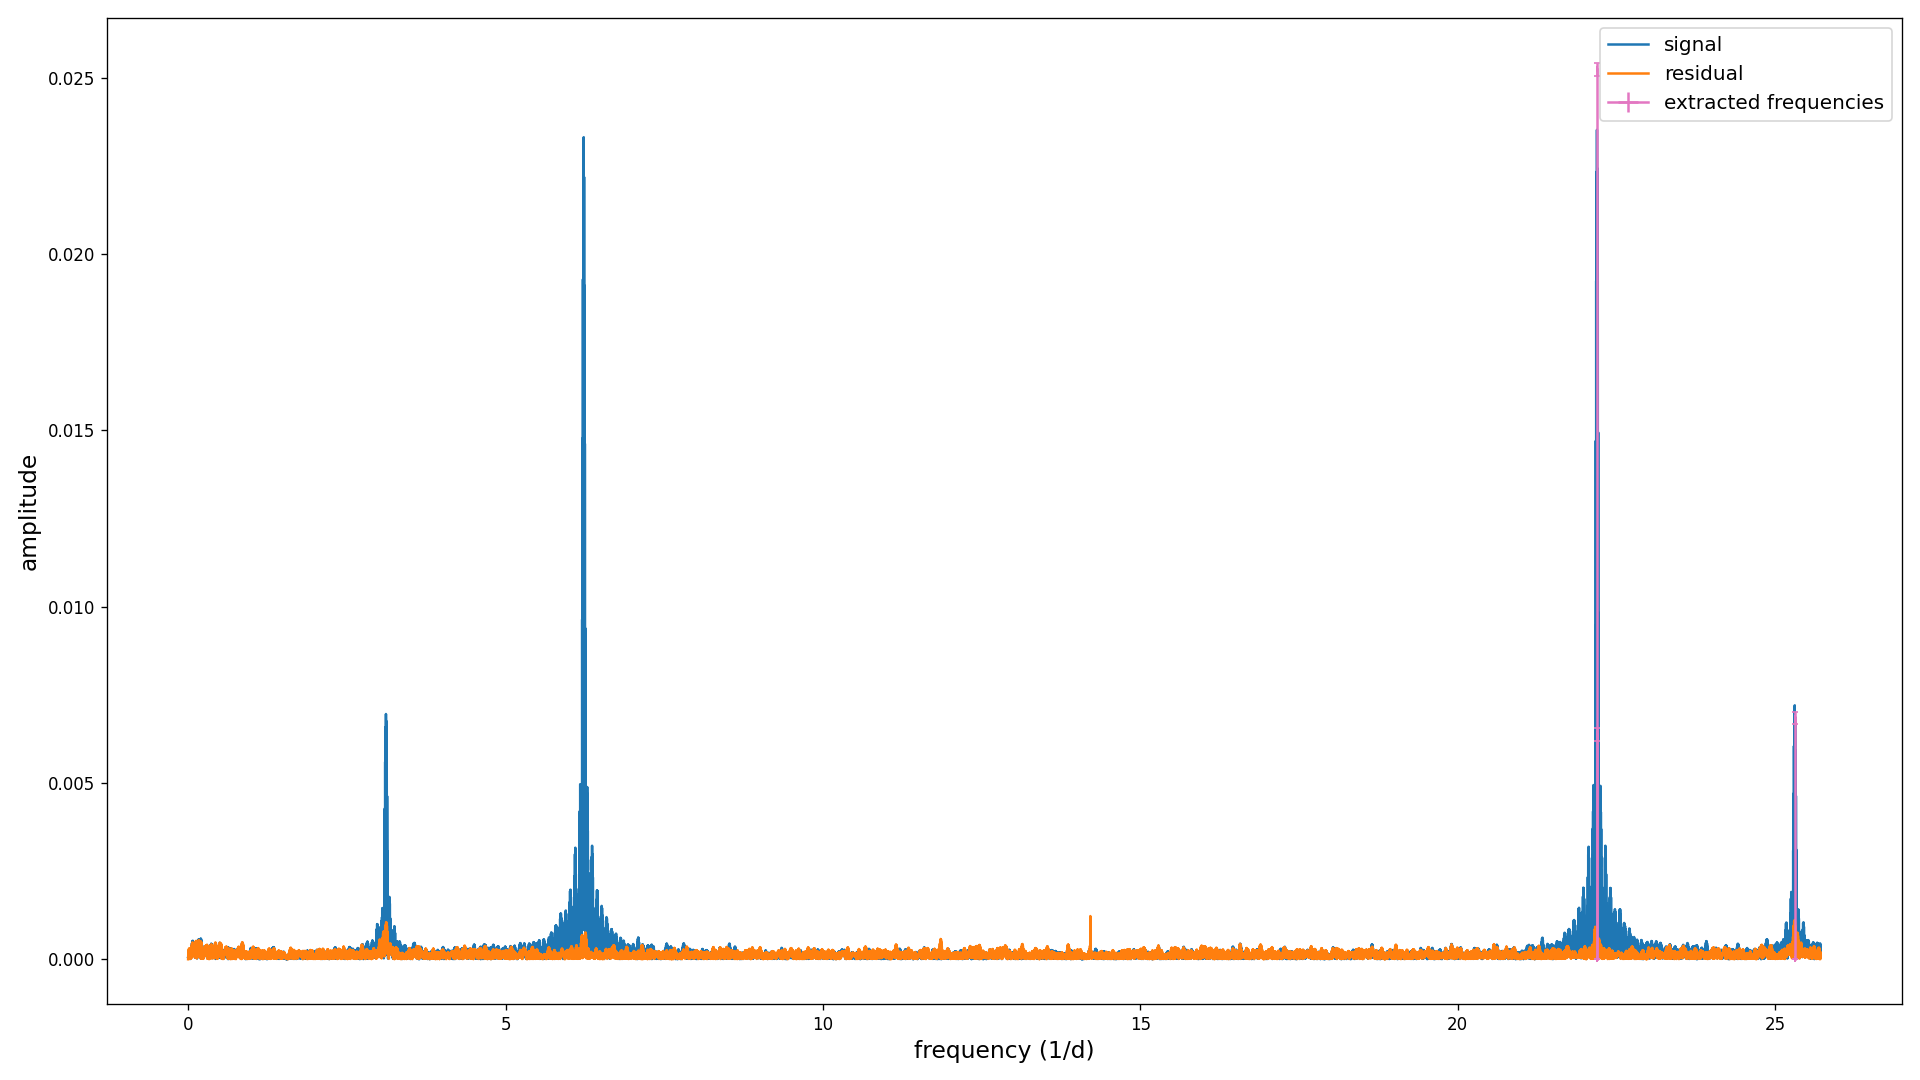 signal
residual
extracted frequencies
0.025
0.020
0.015
0.010
0.005
0.000
amplitude
0 5 10 15 20 25
frequency (1/d)